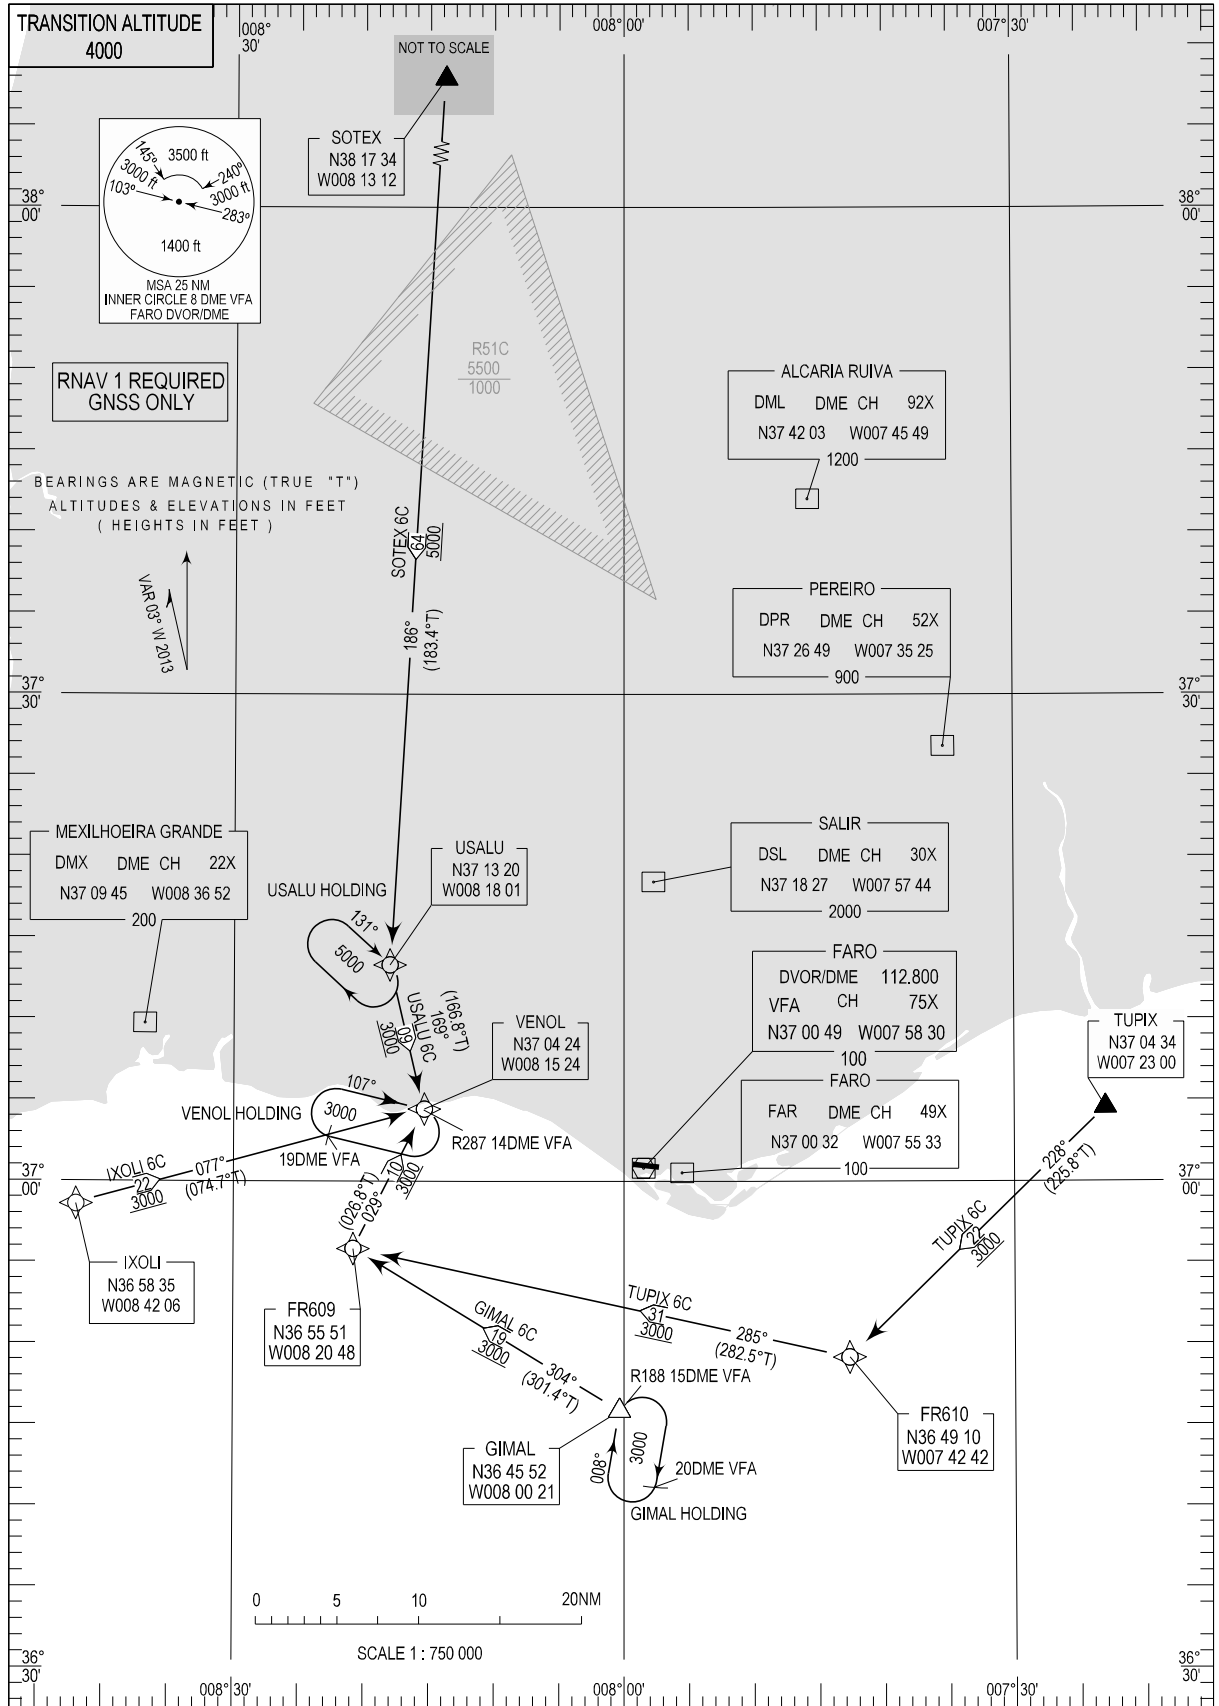 TRANSITION ALTITUDE
4000
008°
30'
008° 00'
007° 30'
NOT TO SCALE
SOTEX
N38 17 34
W008 13 12
3500 ft
145°
3000 ft
103°
240°
3000 ft
283°
1400 ft
MSA 25 NM
INNER CIRCLE 8 DME VFA
FARO DVOR/DME
38°
00'
38°
00'
RNAV 1 REQUIRED
GNSS ONLY
R51C
5500
1000
ALCARIA RUIVA
DML DME CH 92X
N37 42 03 W007 45 49
1200
BEARINGS ARE MAGNETIC (TRUE "T")
ALTITUDES & ELEVATIONS IN FEET
( HEIGHTS IN FEET )
VAR 03° W 2013
SOTEX 6C
64
5000
186°
(183.4°T)
PEREIRO
DPR DME CH 52X
N37 26 49 W007 35 25
900
37°
30'
37°
30'
MEXILHOEIRA GRANDE
DMX DME CH 22X
N37 09 45 W008 36 52
200
USALU
N37 13 20
W008 18 01
USALU HOLDING
131°
5000
SALIR
DSL DME CH 30X
N37 18 27 W007 57 44
2000
FARO
DVOR/DME 112.800
VFA CH 75X
N37 00 49 W007 58 30
100
(166.8°T)
169°
USALU 6C
09
3000
VENOL
N37 04 24
W008 15 24
TUPIX
N37 04 34
W007 23 00
FARO
FAR DME CH 49X
N37 00 32 W007 55 33
100
107°
3000
VENOL HOLDING
R287 14DME VFA
19DME VFA
IXOLI 6C
22
3000
077°
(074.7°T)
10
3000
(026.8°T)
029°
37°
00'
37°
00'
228°
(225.8°T)
TUPIX 6C
22
3000
IXOLI
N36 58 35
W008 42 06
FR609
N36 55 51
W008 20 48
TUPIX 6C
31
3000
285°
(282.5°T)
GIMAL 6C
19
3000
304°
(301.4°T)
R188 15DME VFA
FR610
N36 49 10
W007 42 42
GIMAL
N36 45 52
W008 00 21
008°
3000
20DME VFA
GIMAL HOLDING
0 5 10 20NM
SCALE 1 : 750 000
36°
30'
36°
30'
008° 30'
008° 00'
007° 30'